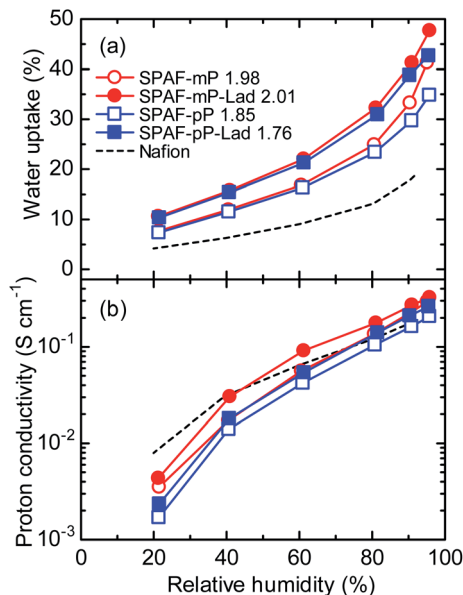 (a)
SPAF-mP 1.98
SPAF-mP-Lad 2.01
SPAF-pP 1.85
SPAF-pP-Lad 1.76
Nafion
Water uptake (%)
50
40
30
20
10
0
(b)
Proton conductivity (S cm⁻¹)
10⁻¹
10⁻²
10⁻³
0 20 40 60 80 100
Relative humidity (%)